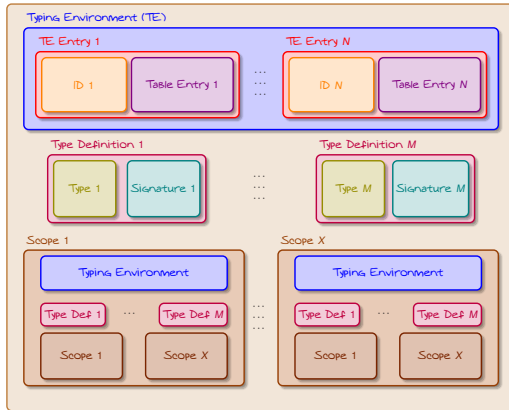 Typing Environment (TE)
TE Entry 1 TE Entry N
ID 1 Table Entry 1 ... ID N Table Entry N
...
...
Type Definition 1 Type Definition M
Type 1 Signature 1 ... Type M Signature M
...
...
Scope 1 Scope X
Typing Environment Typing Environment
Type Def 1 ... Type Def M ... Type Def 1 ... Type Def M
...
...
Scope 1 Scope X Scope 1 Scope X